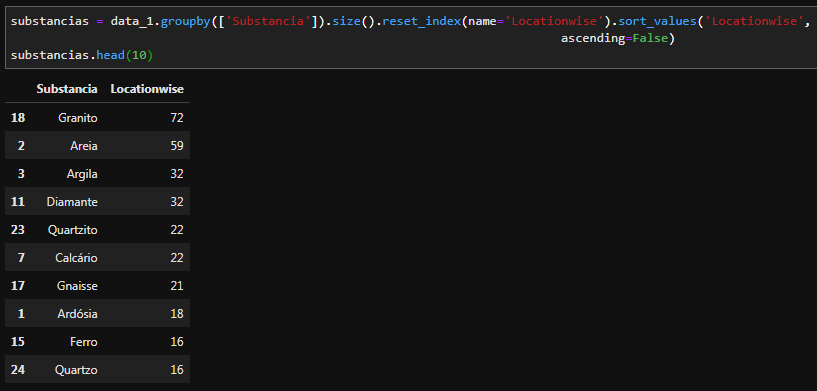 substancias = data_1.groupby(['Substancia']).size().reset_index(name='Locationwise').sort_values('Locationwise',
ascending=False)
substancias.head(10)
Substancia Locationwise
18 Granito 72
2 Areia 59
3 Argila 32
11 Diamante 32
23 Quartzito 22
7 Calcário 22
17 Gnaisse 21
1 Ardósia 18
15 Ferro 16
24 Quartzo 16